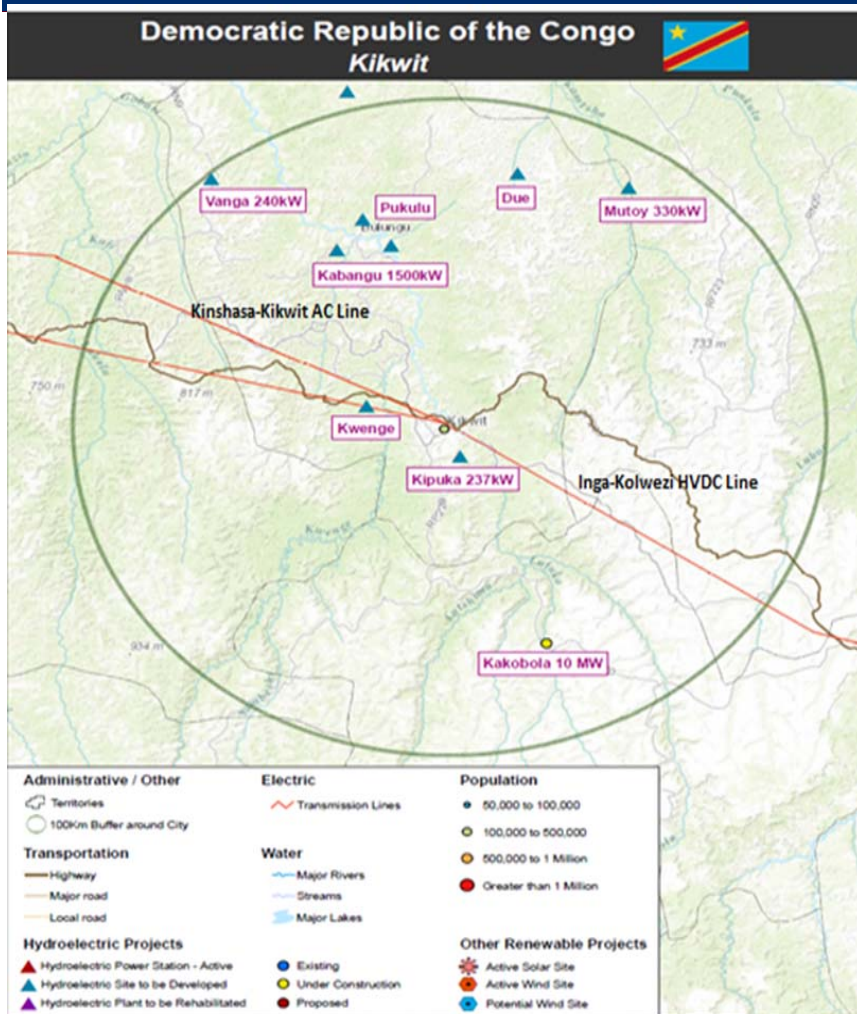 Democratic Republic of the Congo
Kikwit
Vanga 240kW
Pukulu
Due
Mutoy 330kW
Kabangu 1500kW
Kinshasa-Kikwit AC Line
733 m
750 m
817 m
Kwenge
Kikwit
Kipuka 237kW
Inga-Kolwezi HVDC Line
Lufuku
934 m
Kakobola 10 MW
Administrative / Other
Territories
100Km Buffer around City
Transportation
Highway
Major road
Local road
Hydroelectric Projects
Hydroelectric Power Station - Active
Hydroelectric Site to be Developed
Hydroelectric Plant to be Rehabilitated
Electric
Transmission Lines
Water
Major Rivers
Streams
Major Lakes
Existing
Under Construction
Proposed
Population
50,000 to 100,000
100,000 to 500,000
500,000 to 1 Million
Greater than 1 Million
Other Renewable Projects
Active Solar Site
Active Wind Site
Potential Wind Site